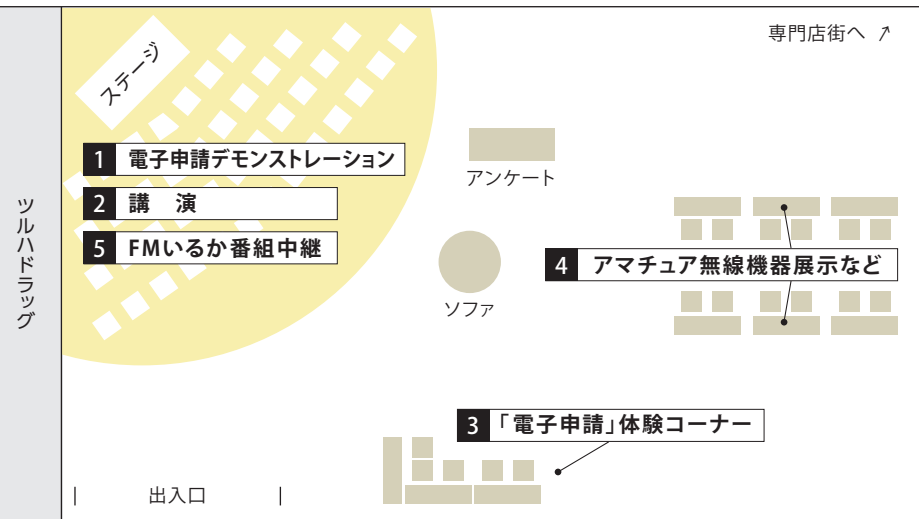 専門店街へ ↗
ステージ
1 電子申請デモンストレーション
2 講 演
5 FMいるか番組中継
アンケート
ツルハドラッグ
4 アマチュア無線機器展示など
ソファ
3 「電子申請」体験コーナー
出入口